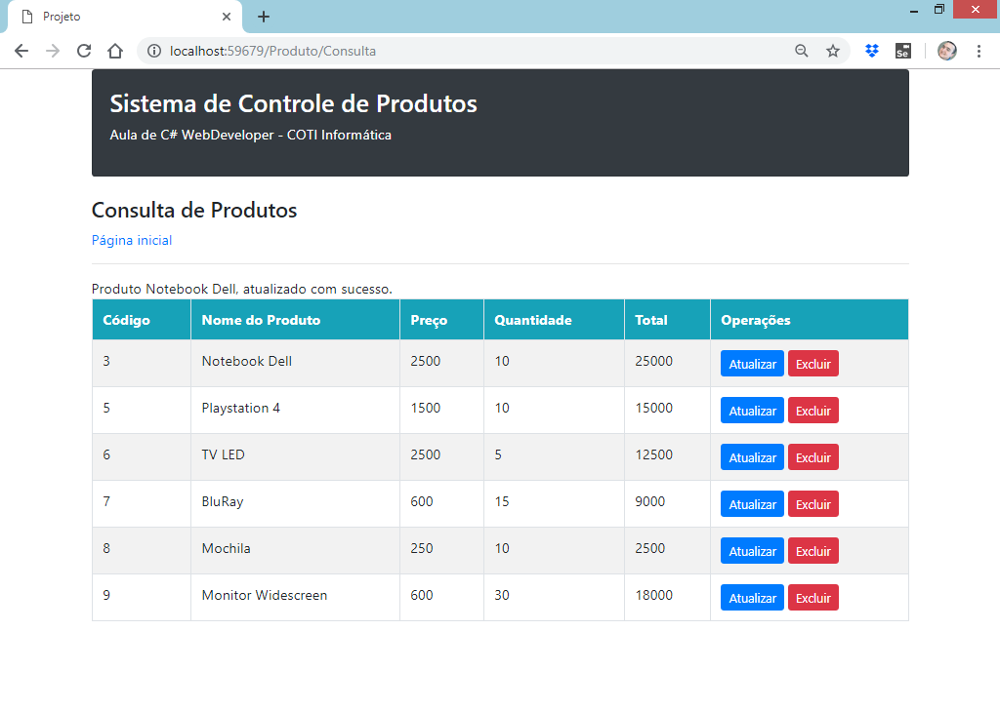 Projeto
localhost:59679/Produto/Consulta
Se
Sistema de Controle de Produtos
Aula de C# WebDeveloper - COTI Informática
Consulta de Produtos
Página inicial
Produto Notebook Dell, atualizado com sucesso.
Código Nome do Produto Preço Quantidade Total Operações
3 Notebook Dell 2500 10 25000 Atualizar Excluir
5 Playstation 4 1500 10 15000 Atualizar Excluir
6 TV LED 2500 5 12500 Atualizar Excluir
7 BluRay 600 15 9000 Atualizar Excluir
8 Mochila 250 10 2500 Atualizar Excluir
9 Monitor Widescreen 600 30 18000 Atualizar Excluir